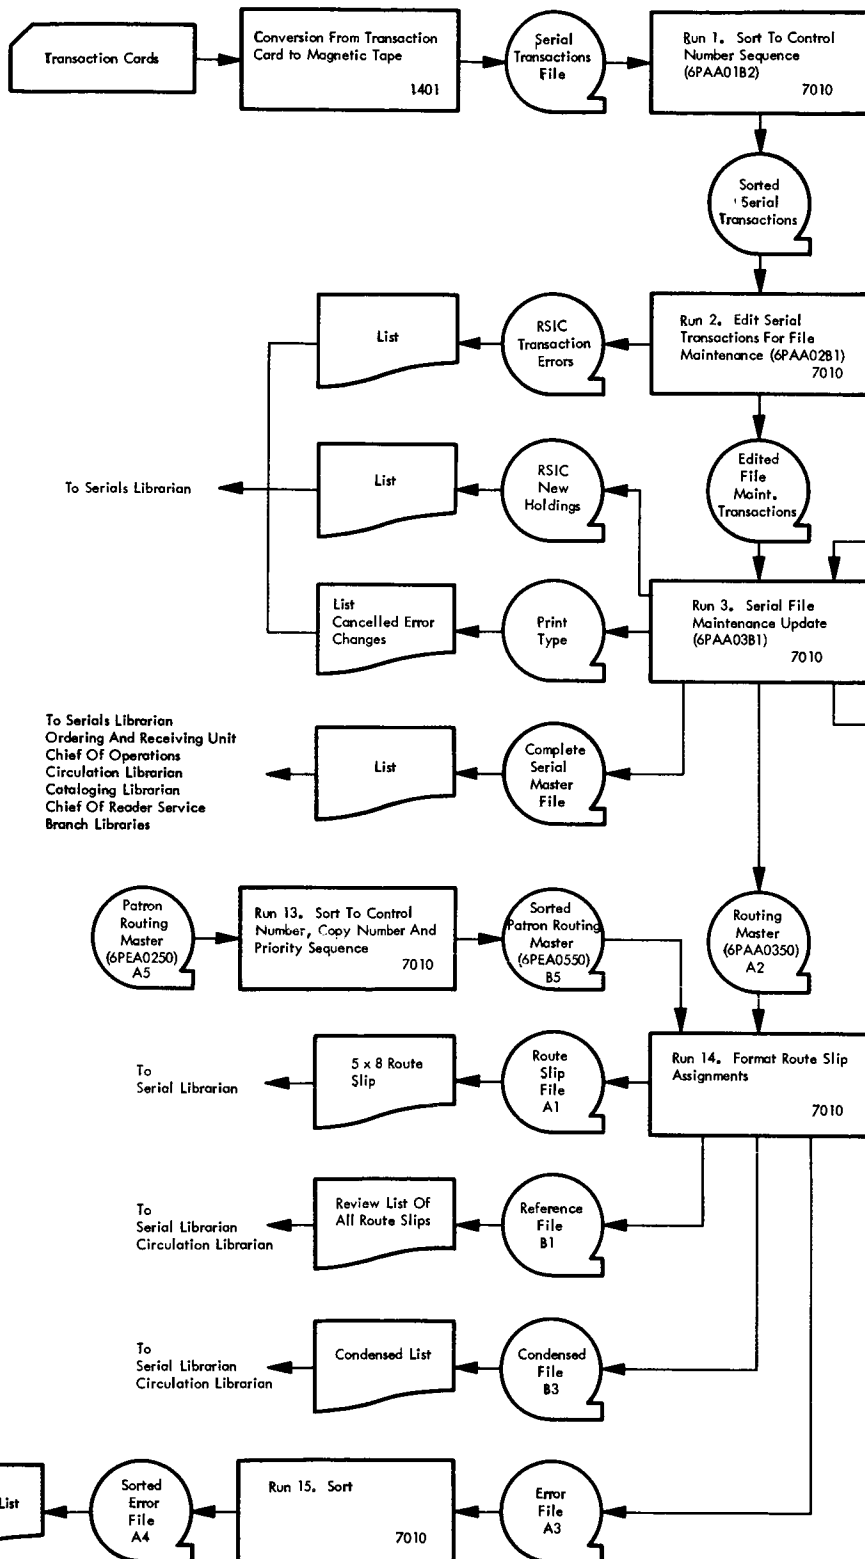 Transaction Cards
Conversion From Transaction
Card to Magnetic Tape
1401
Serial
Transactions
File
Run 1. Sort To Control
Number Sequence
(6PAA01B2)
7010
Sorted
Serial
Transactions
List
RSIC
Transaction
Errors
Run 2. Edit Serial
Transactions For File
Maintenance (6PAA02B1)
7010
To Serials Librarian
List
RSIC
New
Holdings
Edited
File
Maint.
Transactions
List
Cancelled Error
Changes
Print
Type
Run 3. Serial File
Maintenance Update
(6PAA03B1)
7010
To Serials Librarian
Ordering And Receiving Unit
Chief Of Operations
Circulation Librarian
Cataloging Librarian
Chief Of Reader Service
Branch Libraries
List
Complete
Serial
Master
File
Patron
Routing
Master
(6PEA0250)
A5
Run 13. Sort To Control
Number, Copy Number And
Priority Sequence
7010
Sorted
Patron Routing
Master
(6PEA0550)
B5
Routing
Master
(6PAA0350)
A2
To
Serial Librarian
5 x 8 Route
Slip
Route
Slip
File
A1
Run 14. Format Route Slip
Assignments
7010
To
Serial Librarian
Circulation Librarian
Review List Of
All Route Slips
Reference
File
B1
To
Serial Librarian
Circulation Librarian
Condensed List
Condensed
File
B3
List
Sorted
Error
File
A4
Run 15. Sort
7010
Error
File
A3